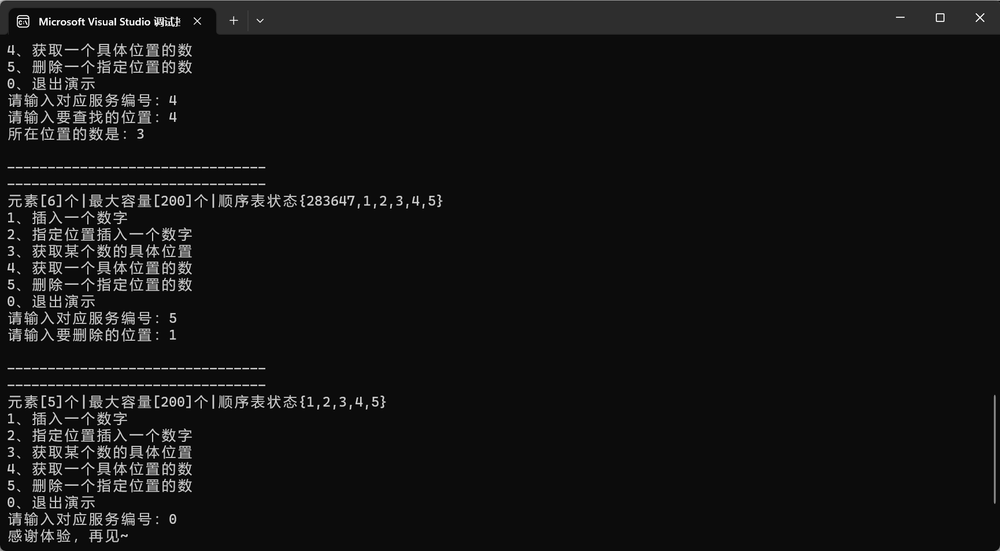 Microsoft Visual Studio 调试
4、获取一个具体位置的数
5、删除一个指定位置的数
0、退出演示
请输入对应服务编号：4
请输入要查找的位置：4
所在位置的数是：3
--------------------------------
--------------------------------
元素[6]个|最大容量[200]个|顺序表状态{283647,1,2,3,4,5}
1、插入一个数字
2、指定位置插入一个数字
3、获取某个数的具体位置
4、获取一个具体位置的数
5、删除一个指定位置的数
0、退出演示
请输入对应服务编号：5
请输入要删除的位置：1
--------------------------------
--------------------------------
元素[5]个|最大容量[200]个|顺序表状态{1,2,3,4,5}
1、插入一个数字
2、指定位置插入一个数字
3、获取某个数的具体位置
4、获取一个具体位置的数
5、删除一个指定位置的数
0、退出演示
请输入对应服务编号：0
感谢体验，再见~